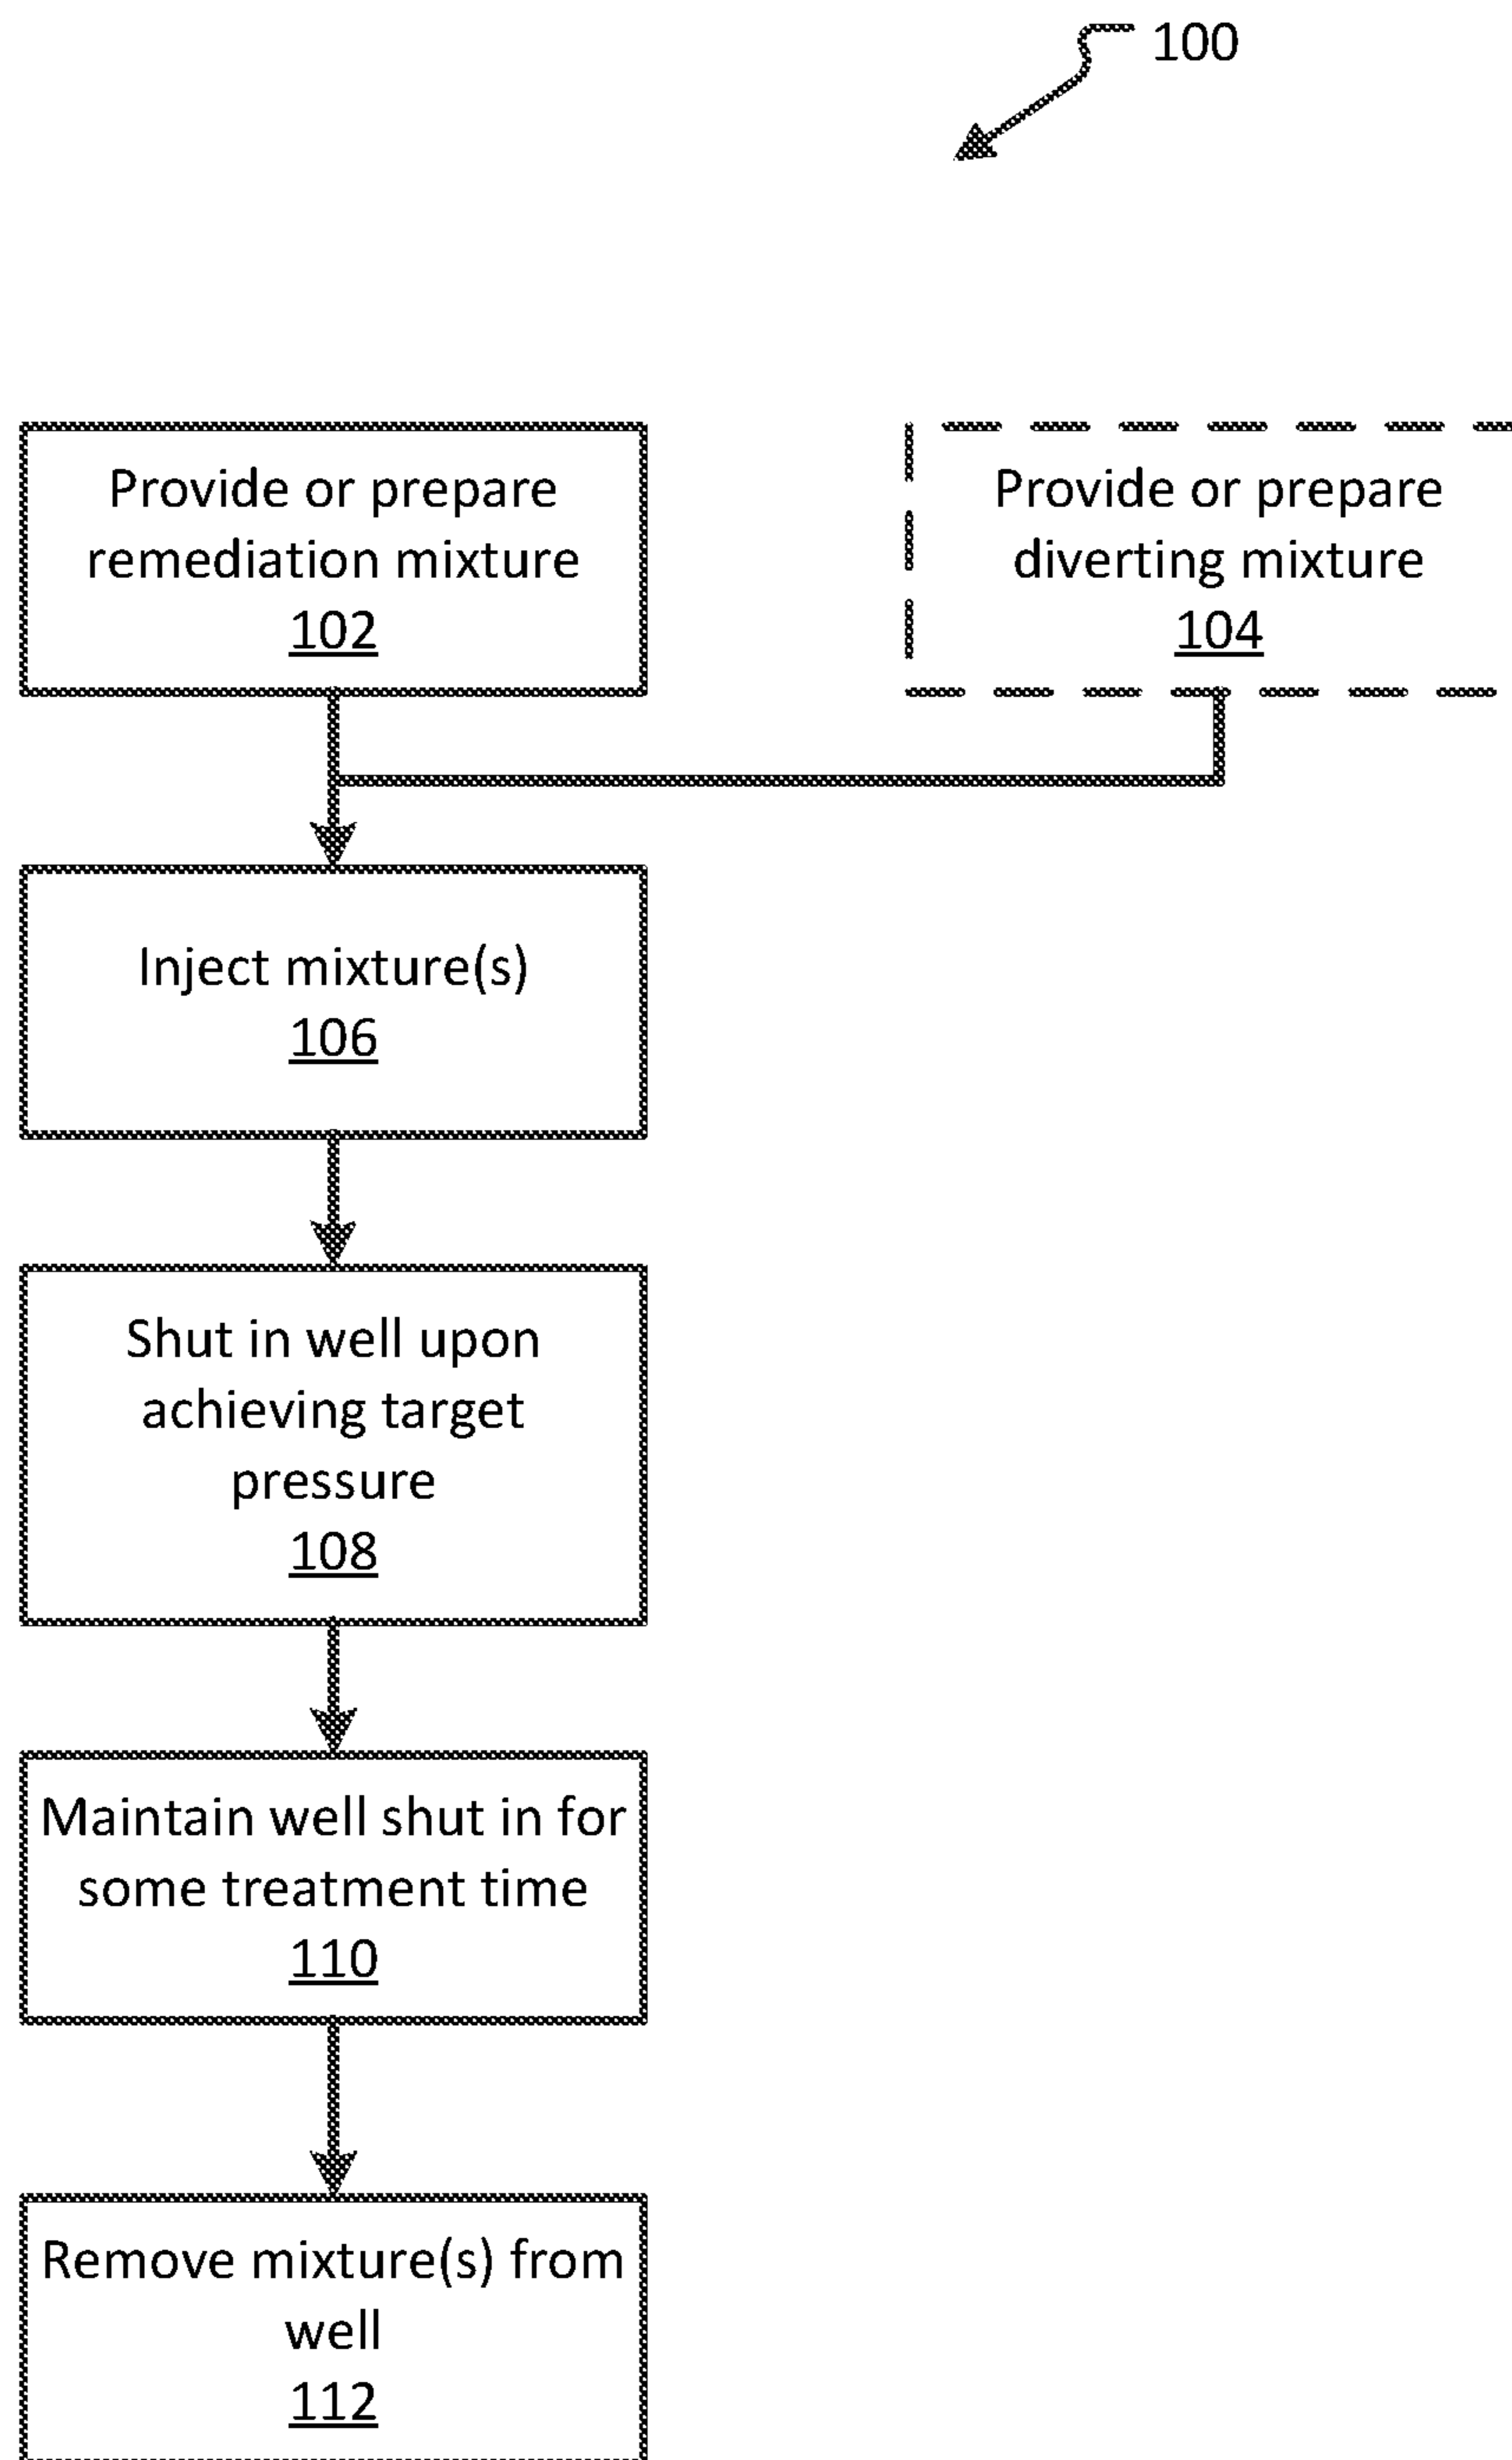 100
Provide or prepare
remediation mixture
102
Provide or prepare
diverting mixture
104
Inject mixture(s)
106
Shut in well upon
achieving target
pressure
108
Maintain well shut in for
some treatment time
110
Remove mixture(s) from
well
112